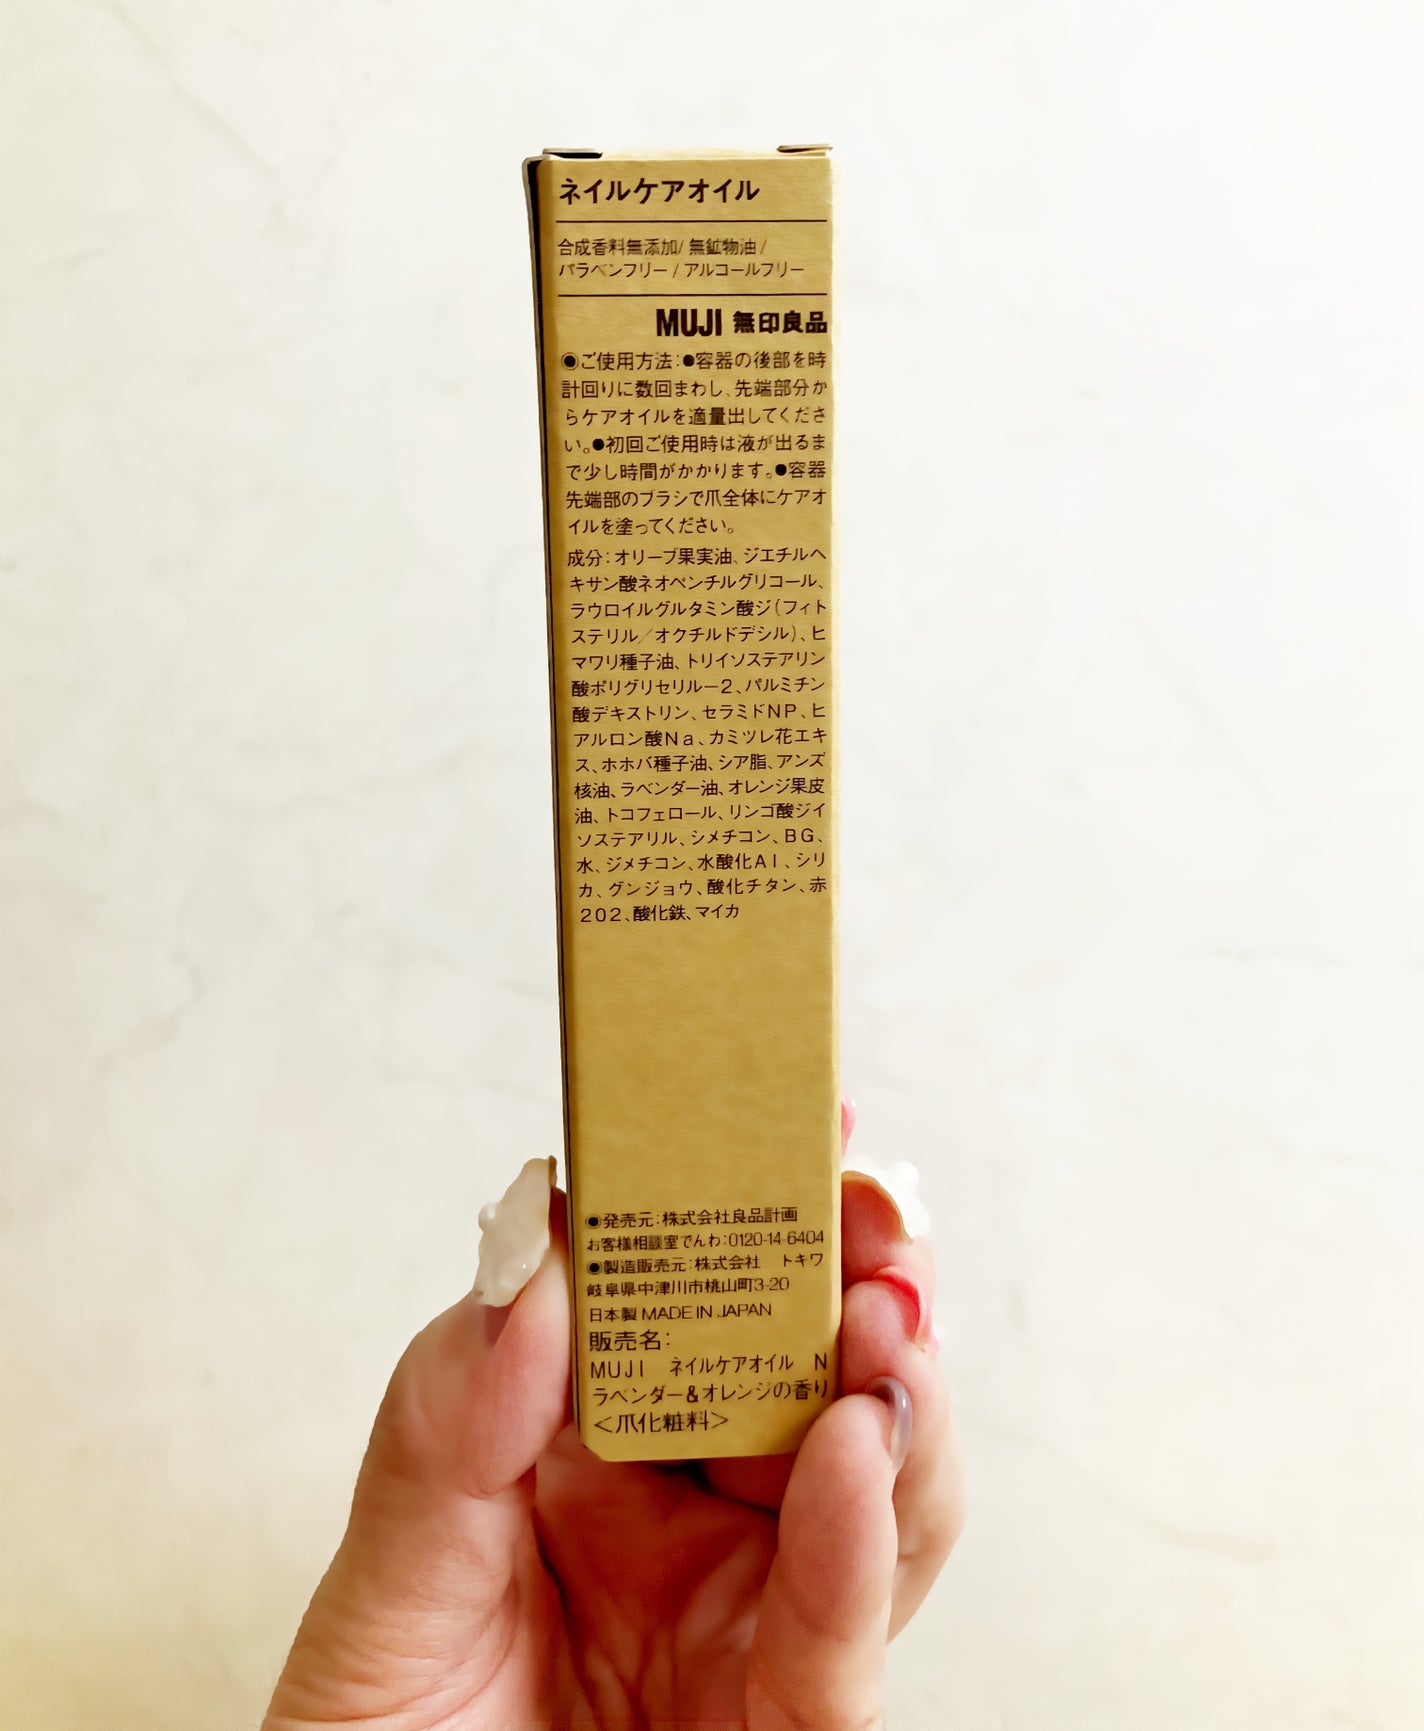 ネイルケアオイル
合成香料無添加/ 無鉱物油 /
パラベンフリー / アルコールフリー
MUJI 無印良品
◉ご使用方法:●容器の後部を時
計回りに数回まわし、先端部分か
らケアオイルを適量出してくださ
い。●初回ご使用時は液が出るま
で少し時間がかかります。●容器
先端部のブラシで爪全体にケアオ
イルを塗ってください。
成分:オリーブ果実油、ジエチルヘ
キサン酸ネオペンチルグリコール、
ラウロイルグルタミン酸ジ(フィト
ステリル/オクチルドデシル)、ヒ
マワリ種子油、トリイソステアリン
酸ポリグリセリル-2、パルミチン
酸デキストリン、セラミドNP、ヒ
アルロン酸Na、カミツレ花エキ
ス、ホホバ種子油、シア脂、アンズ
核油、ラベンダー油、オレンジ果皮
油、トコフェロール、リンゴ酸ジイ
ソステアリル、シメチコン、BG、
水、ジメチコン、水酸化Al、シリ
カ、グンジョウ、酸化チタン、赤
202、酸化鉄、マイカ
◉発売元:株式会社良品計画
お客様相談室でんわ:0120-14-6404
◉製造販売元:株式会社 トキワ
岐阜県中津川市桃山町3-20
日本製 MADE IN JAPAN
販売名:
MUJI ネイルケアオイル N
ラベンダー&オレンジの香り
<爪化粧料>